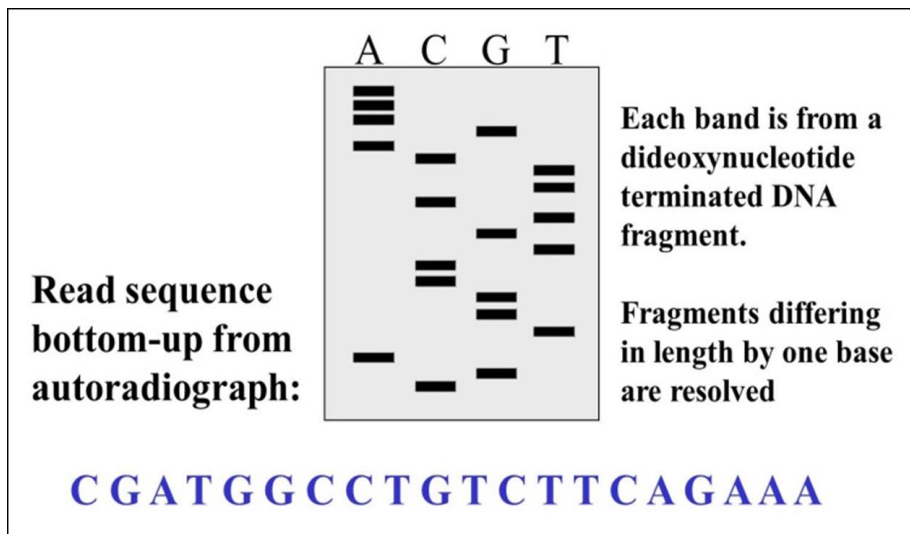 A C G T
Each band is from a
dideoxynucleotide
terminated DNA
fragment.
Read sequence
bottom-up from
autoradiograph:
Fragments differing
in length by one base
are resolved
C G A T G G C C T G T C T T C A G A A A